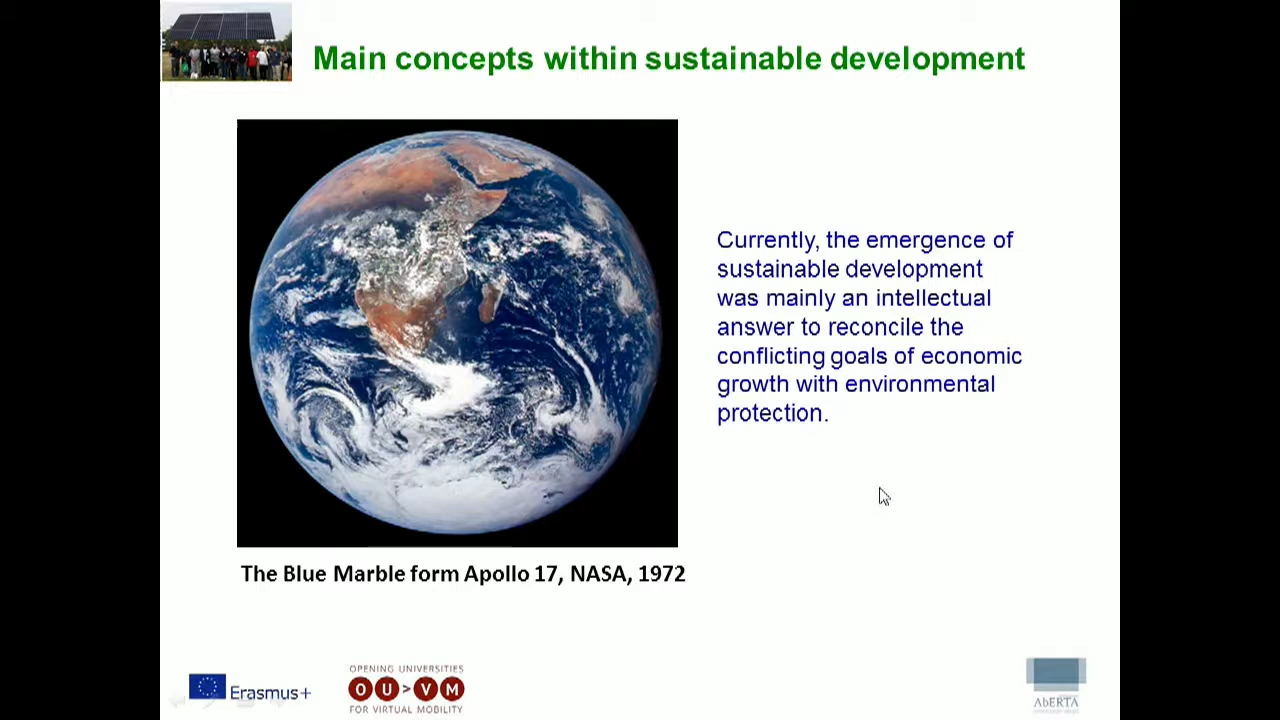 Main concepts within sustainable development
Currently, the emergence of
sustainable development
was mainly an intellectual
answer to reconcile the
conflicting goals of economic
growth with environmental
protection.
The Blue Marble form Apollo 17, NASA, 1972
Erasmus+
OPENING UNIVERSITIES
OU>VM
FOR VIRTUAL MOBILITY
AbERTA